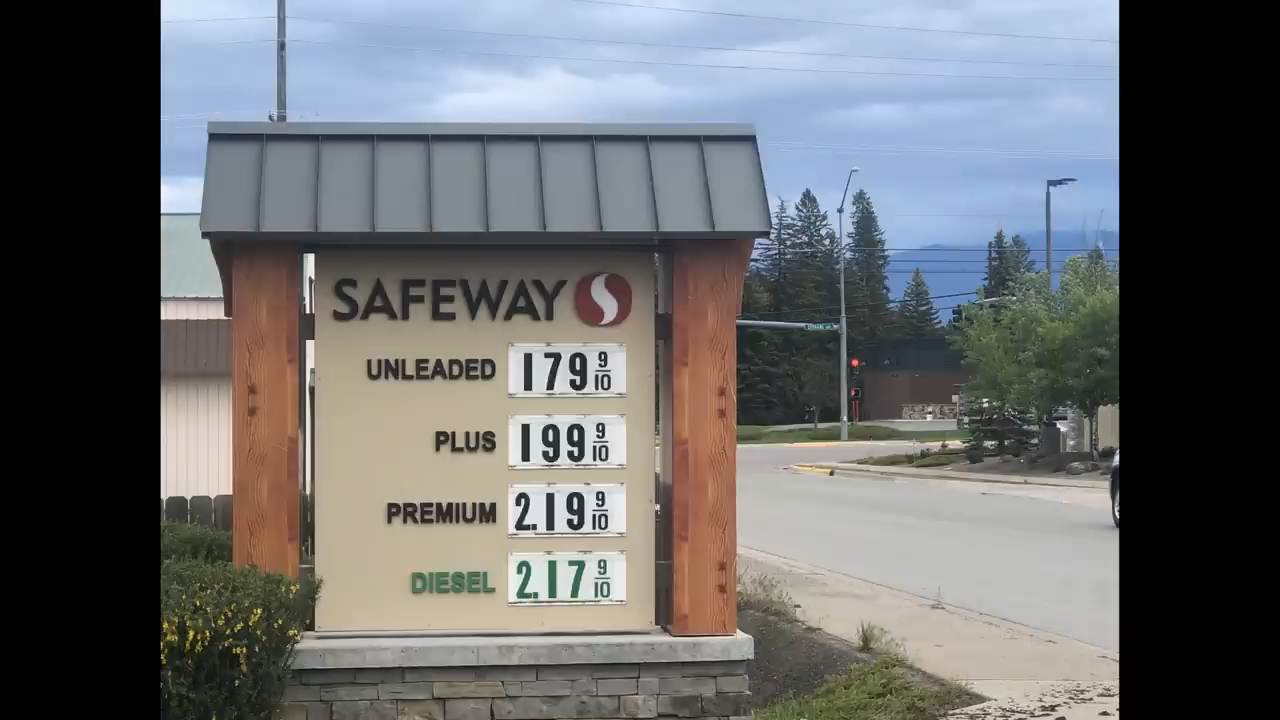 SAFEWAY
UNLEADED 179 9/10
PLUS 199 9/10
PREMIUM 2.19 9/10
DIESEL 2.17 9/10